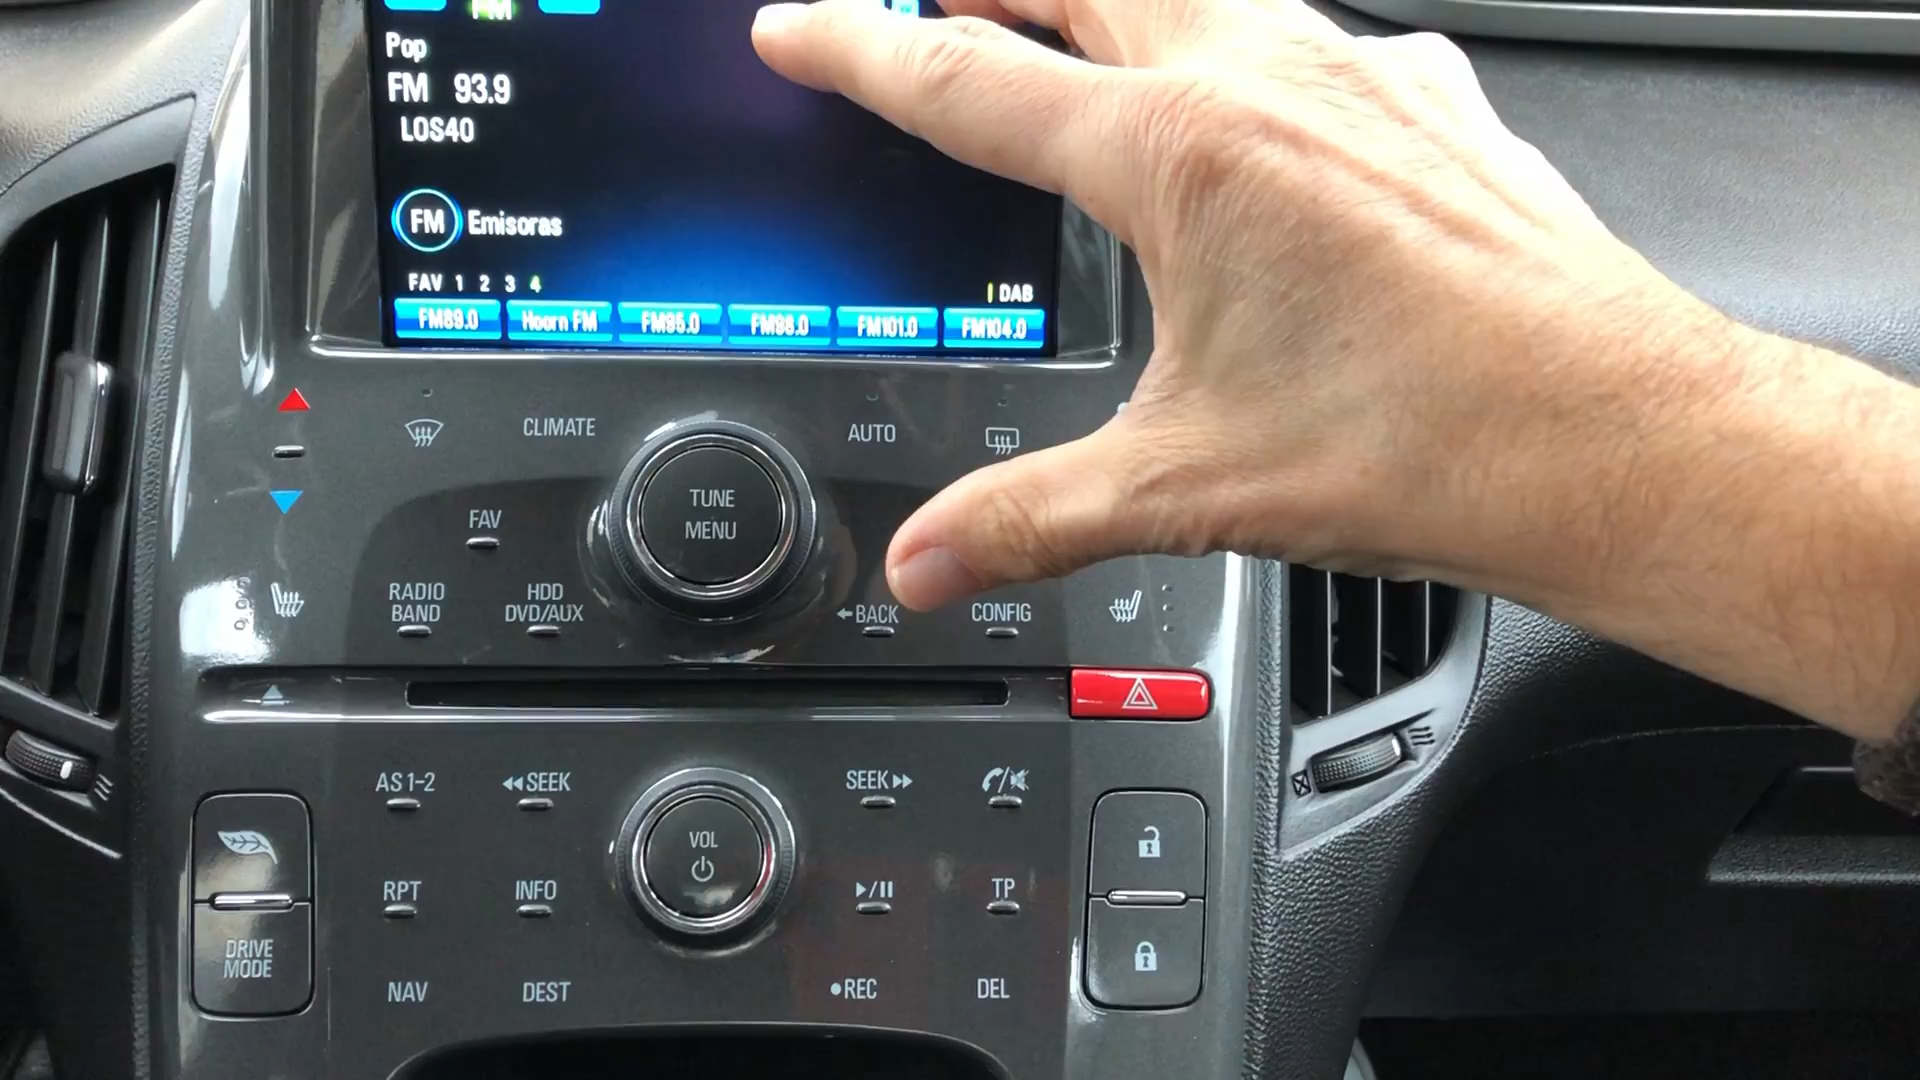 FM
Pop
FM 93.9
LOS40
FM Emisoras
FAV 1 2 3 4
DAB
FM89.0 Hoorn FM FM95.0 FM98.0 FM101.0 FM104.0
CLIMATE
AUTO
TUNE
MENU
FAV
RADIO
BAND
HDD
DVD/AUX
BACK
CONFIG
AS 1-2
SEEK
SEEK
VOL
RPT
INFO
TP
DRIVE
MODE
NAV
DEST
REC
DEL